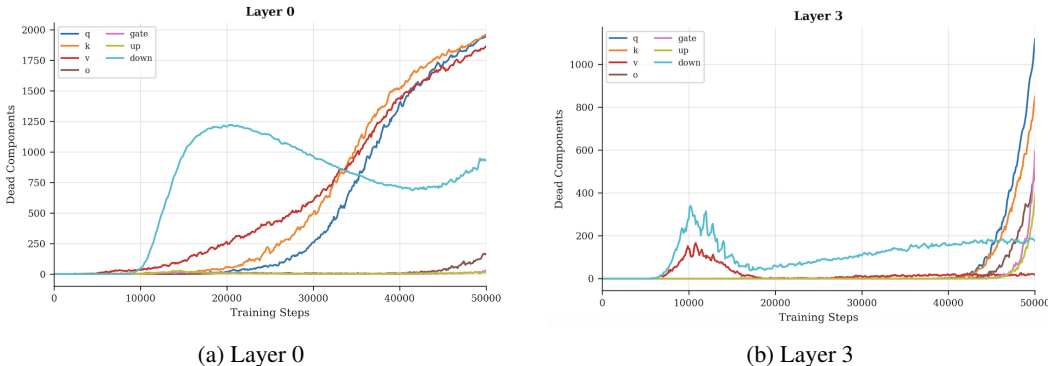 Layer 0
Dead Components
2000
1750
1500
1250
1000
750
500
250
0
q
k
v
o
gate
up
down
0 10000 20000 30000 40000 50000
Training Steps
(a) Layer 0
Layer 3
Dead Components
1000
800
600
400
200
0
q
k
v
o
gate
up
down
0 10000 20000 30000 40000 50000
Training Steps
(b) Layer 3